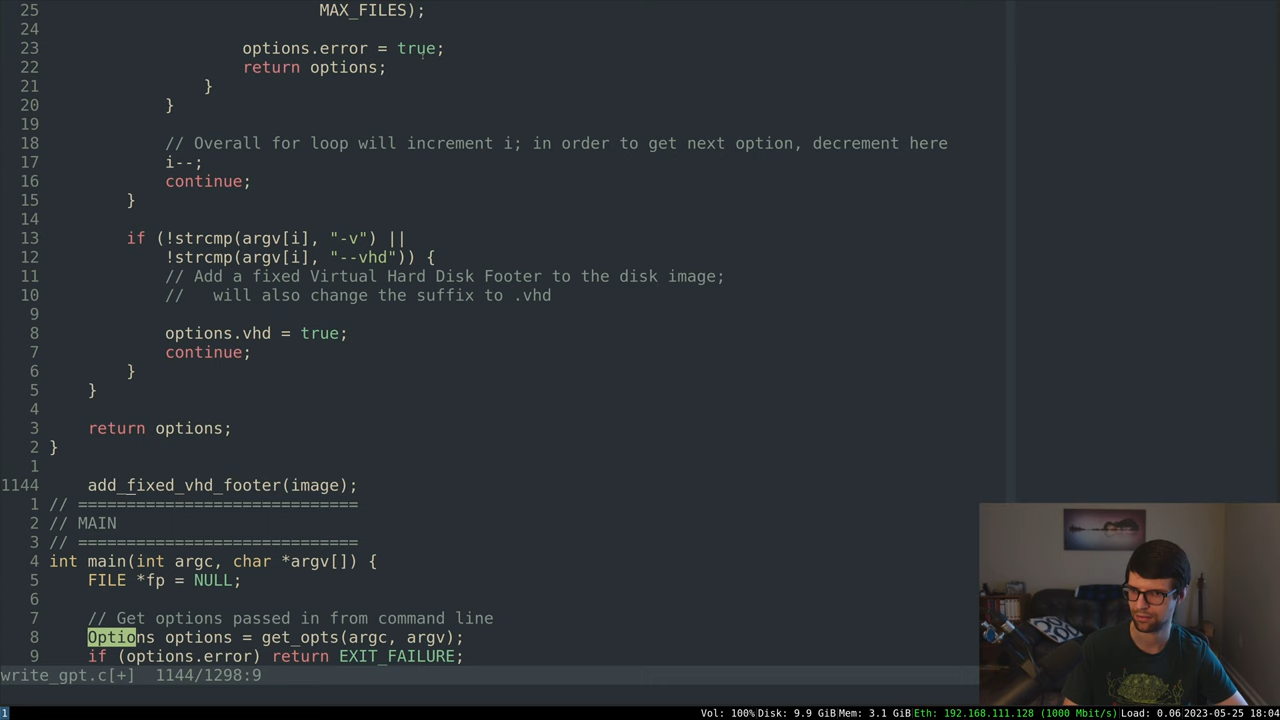 25                             MAX_FILES);
24
23                     options.error = true;
22                     return options;
21                 }
20             }
19
18             // Overall for loop will increment i; in order to get next option, decrement here
17             i--;
16             continue;
15         }
14
13         if (!strcmp(argv[i], "-v") ||
12             !strcmp(argv[i], "--vhd")) {
11             // Add a fixed Virtual Hard Disk Footer to the disk image;
10             //   will also change the suffix to .vhd
9
8             options.vhd = true;
7             continue;
6         }
5     }
4
3     return options;
2 }
1
1144     add_fixed_vhd_footer(image);
1 // =============================
2 // MAIN
3 // =============================
4 int main(int argc, char *argv[]) {
5     FILE *fp = NULL;
6
7     // Get options passed in from command line
8     Options options = get_opts(argc, argv);
9     if (options.error) return EXIT_FAILURE;
write_gpt.c[+]  1144/1298:9
1 Vol: 100% Disk: 9.9 GiB Mem: 3.1 GiB Eth: 192.168.111.128 (1000 Mbit/s) Load: 0.06 2023-05-25 18:04